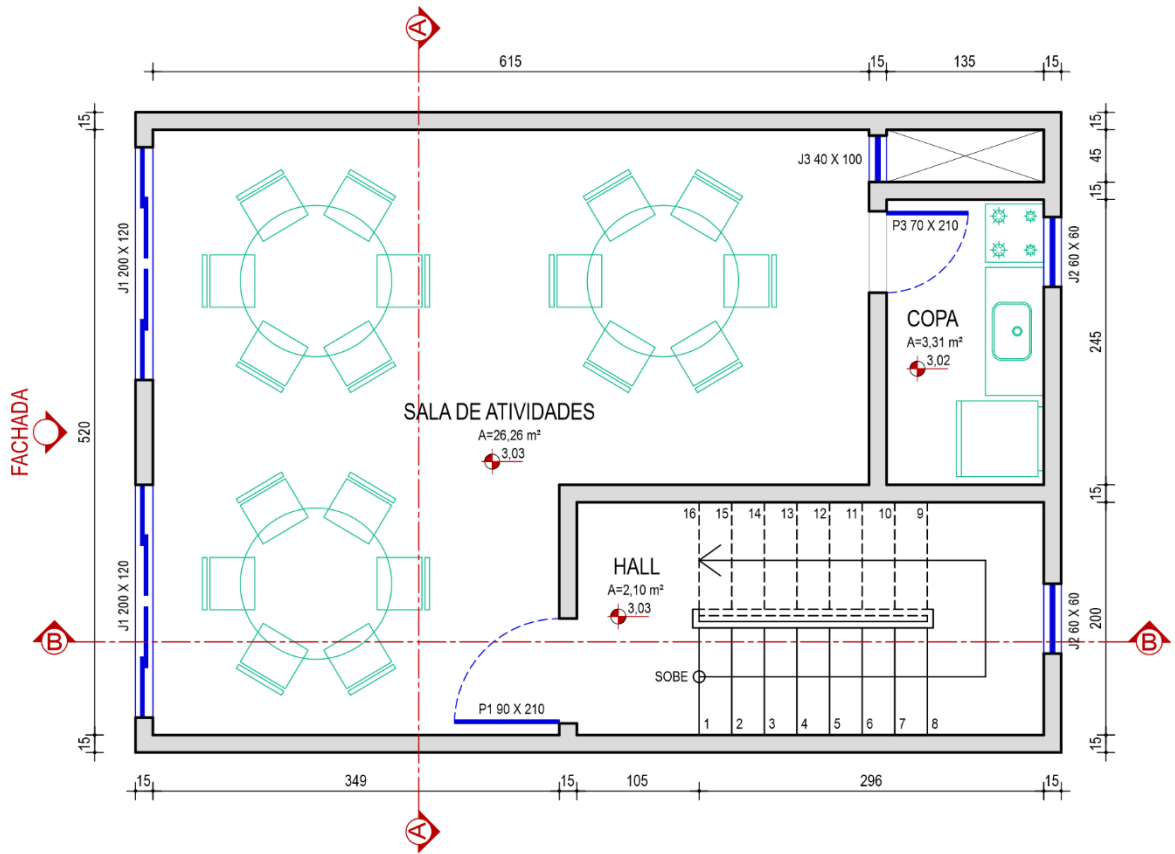 A
615
15
135
15
15
15
45
15
J3 40 X 100
P3 70 X 210
J1 200 X 120
J2 60 X 60
COPA
A=3,31 m²
3,02
245
FACHADA
520
SALA DE ATIVIDADES
A=26,26 m²
3,03
15
16
15
14
13
12
11
10
9
HALL
A=2,10 m²
3,03
J1 200 X 120
J2 60 X 60
200
B
B
SOBE
P1 90 X 210
1
2
3
4
5
6
7
8
15
15
15
349
15
105
296
15
A